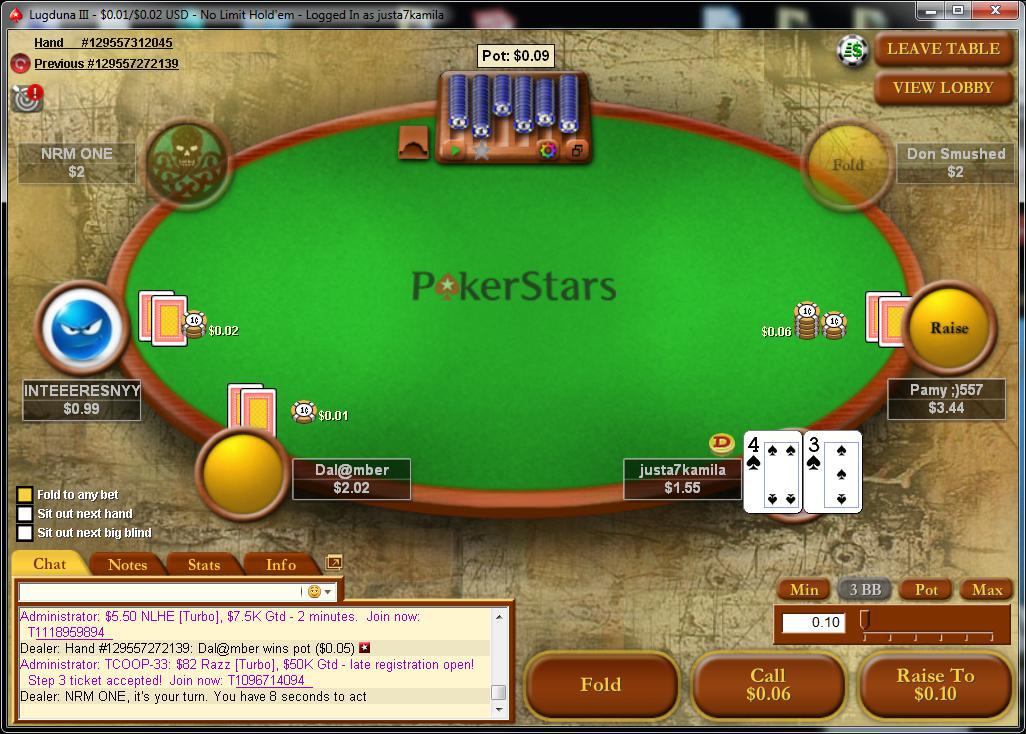 Lugduna III - $0.01/$0.02 USD - No Limit Hold'em - Logged In as justa7kamila
Hand #129557312045
Previous #129557272139
Pot: $0.09
LEAVE TABLE
VIEW LOBBY
NRM ONE
$2
Fold
Don Smushed
$2
PokerStars
INTEEERESNYY
$0.99
1¢
$0.02
$0.06
1¢
1¢
Raise
Pamy ;)557
$3.44
1¢
$0.01
Dal@mber
$2.02
D
justa7kamila
$1.55
4
3
Fold to any bet
Sit out next hand
Sit out next big blind
Chat
Notes
Stats
Info
Administrator: $5.50 NLHE [Turbo], $7.5K Gtd - 2 minutes. Join now:
T1118959894
Dealer: Hand #129557272139: Dal@mber wins pot ($0.05)
Administrator: TCOOP-33: $82 Razz [Turbo], $50K Gtd - late registration open!
Step 3 ticket accepted! Join now: T1096714094
Dealer: NRM ONE, it's your turn. You have 8 seconds to act
Min
3 BB
Pot
Max
0.10
Fold
Call
$0.06
Raise To
$0.10